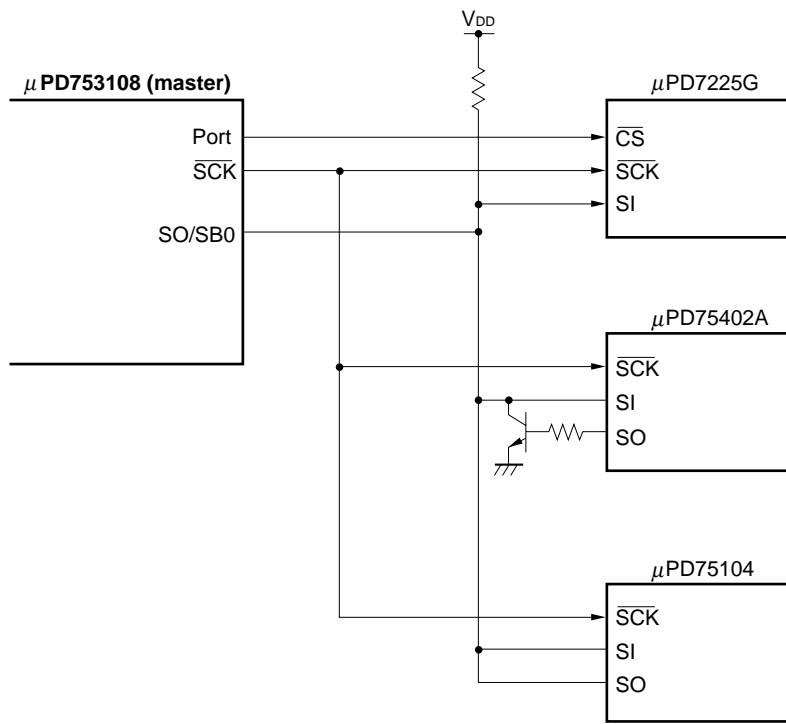 VDD
μPD753108 (master)
Port
SCK
SO/SB0
μPD7225G
CS
SCK
SI
μPD75402A
SCK
SI
SO
μPD75104
SCK
SI
SO